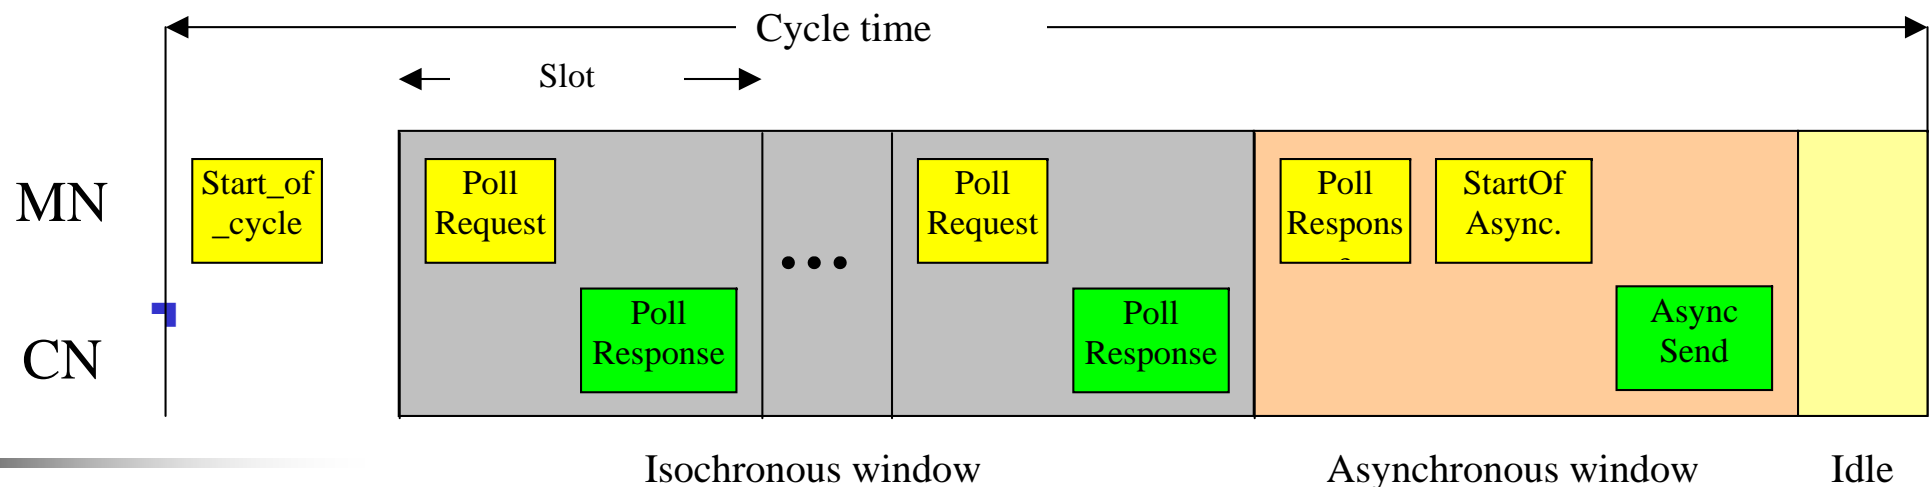 Cycle time
Slot
MN
Start_of
_cycle
Poll
Request
Poll
Request
Poll
Respons
StartOf
Async.
CN
Poll
Response
Poll
Response
Async
Send
Isochronous window
Asynchronous window
Idle